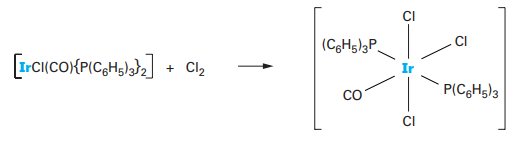 Cl
(C₆H₅)₃P Cl
[IrCl(CO){P(C₆H₅)₃}₂] + Cl₂ → Ir
CO P(C₆H₅)₃
Cl